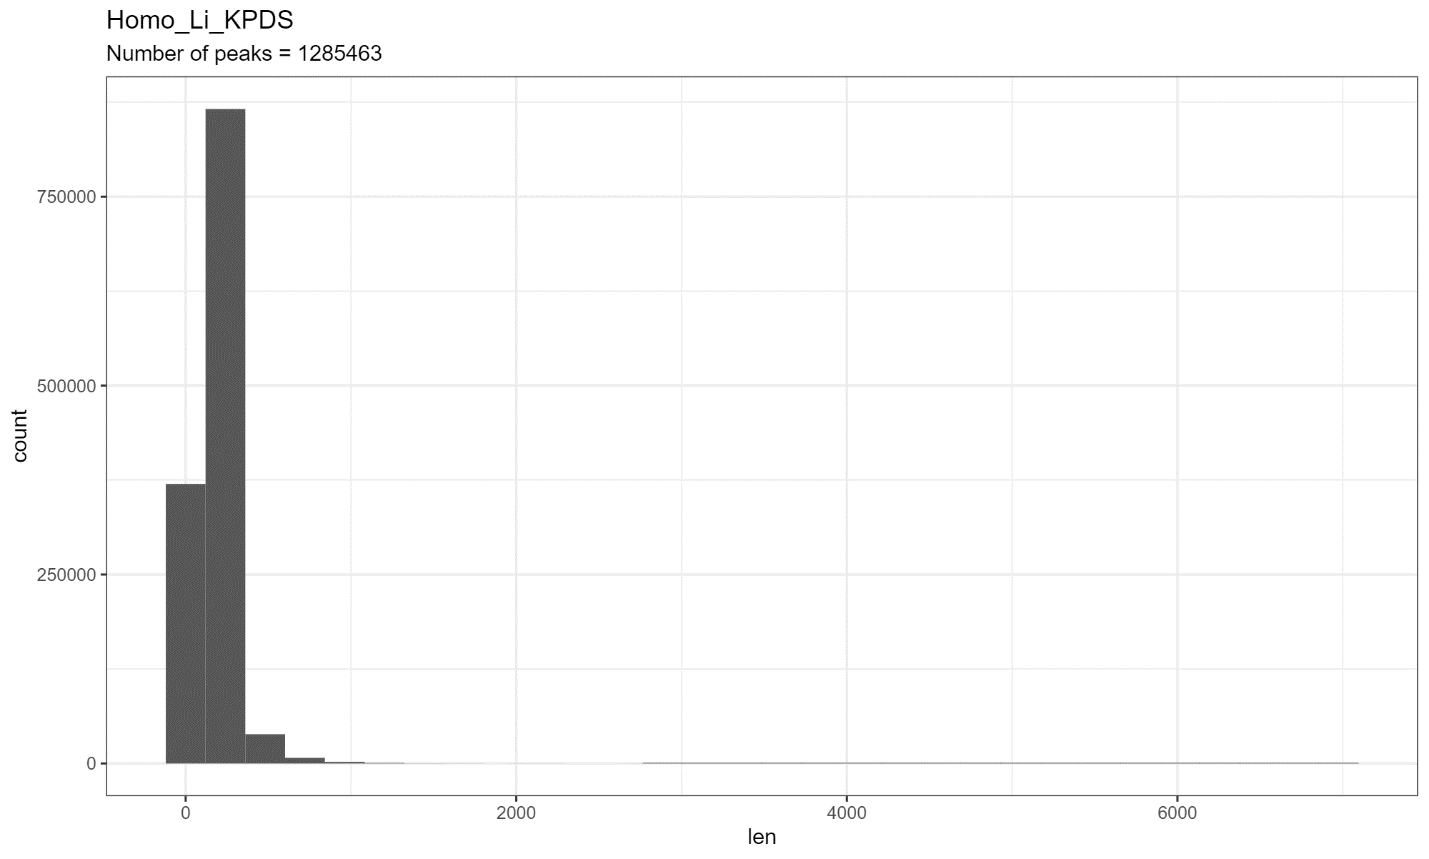 Homo_Li_KPDS
Number of peaks = 1285463
750000
500000
250000
0
count
0 2000 4000 6000
len